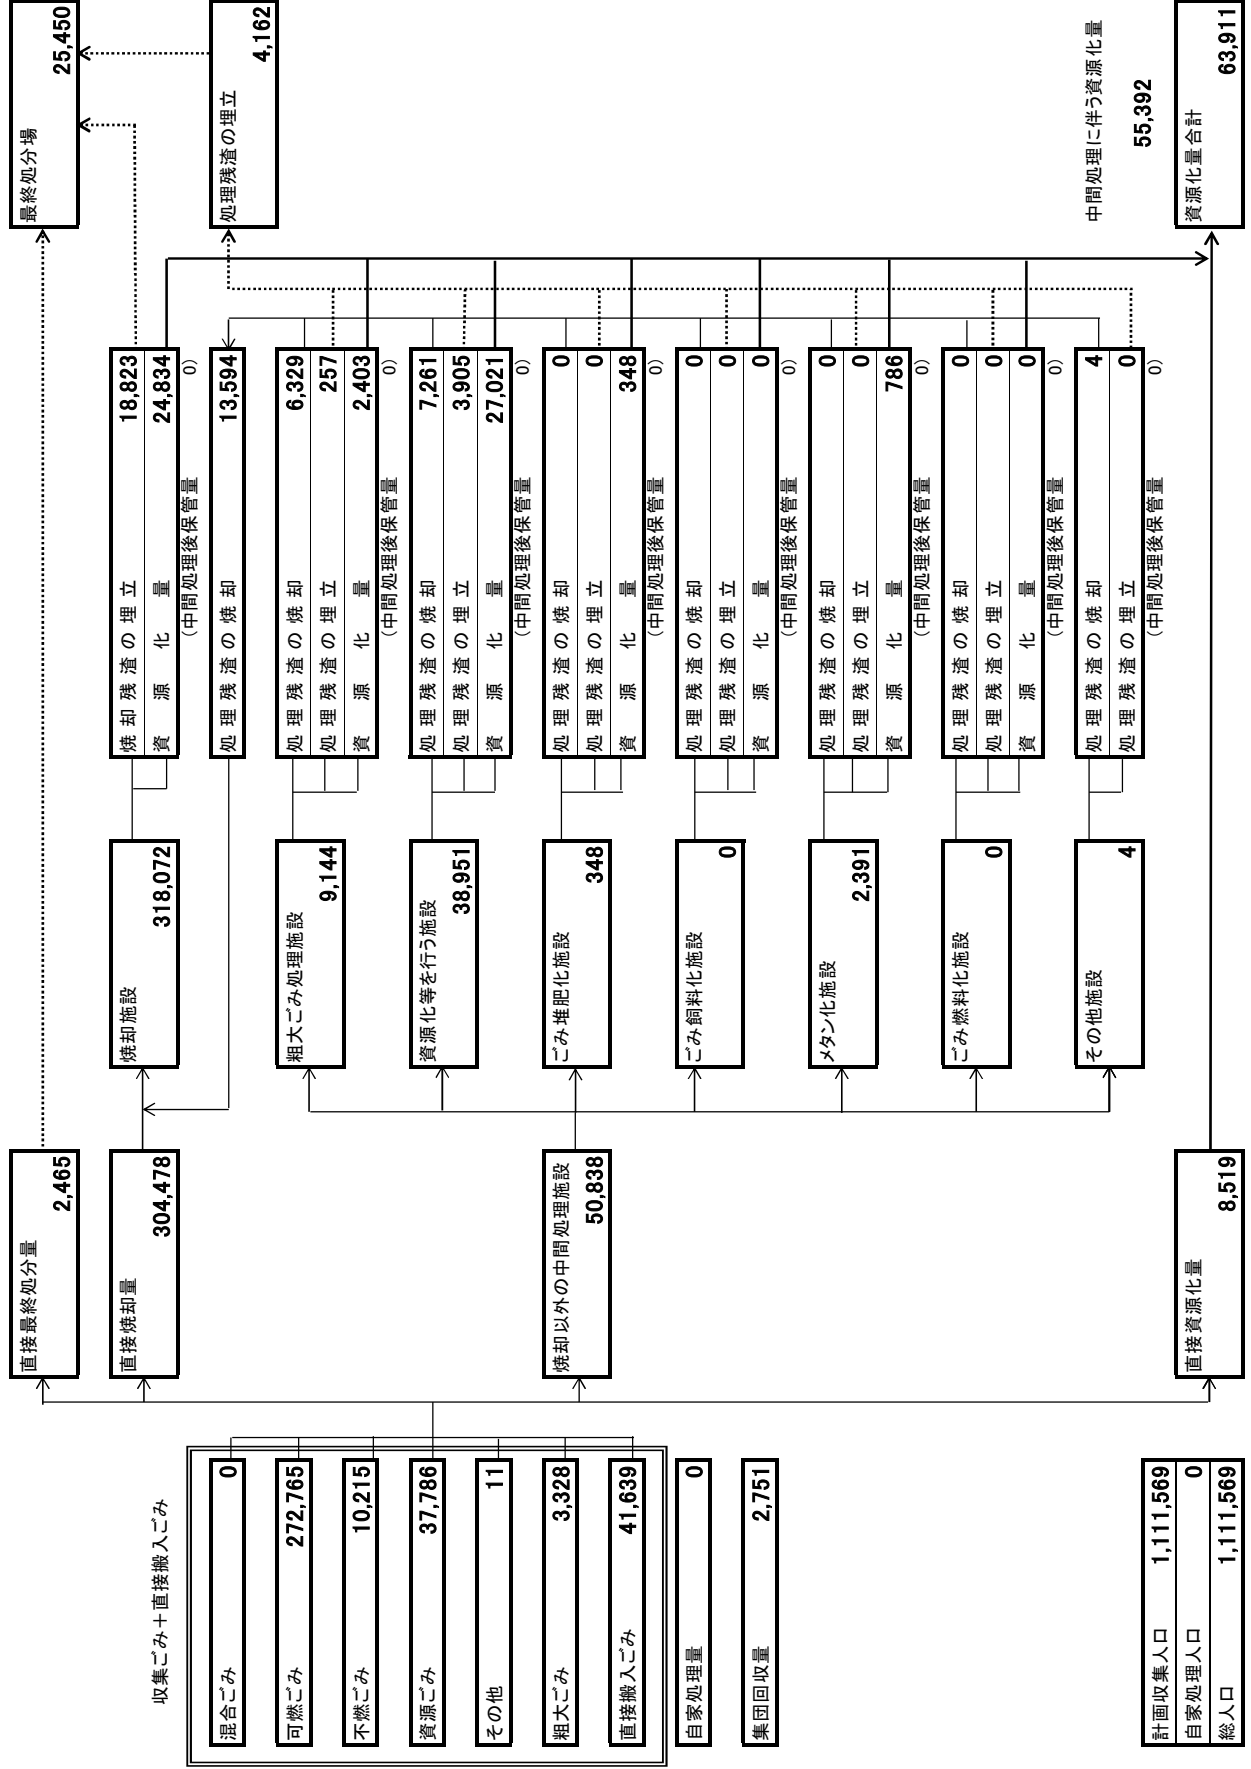 収集ごみ＋直接搬入ごみ
混合ごみ 0
可燃ごみ 272,765
不燃ごみ 10,215
資源ごみ 37,786
その他 11
粗大ごみ 3,328
直接搬入ごみ 41,639
自家処理量 0
集団回収量 2,751
計画収集人口 1,111,569
自家処理人口 0
総人口 1,111,569
直接最終処分量
2,465
直接焼却量
304,478
焼却以外の中間処理施設
50,838
直接資源化量
8,519
焼却施設
318,072
粗大ごみ処理施設
9,144
資源化等を行う施設
38,951
ごみ堆肥化施設
348
ごみ飼料化施設
0
メタン化施設
2,391
ごみ燃料化施設
0
その他施設
4
焼却残渣の埋立 18,823
資源化量 24,834
(中間処理後保管量 0)
処理残渣の焼却 13,594
処理残渣の焼却 6,329
処理残渣の埋立 257
資源化量 2,403
(中間処理後保管量 0)
処理残渣の焼却 7,261
処理残渣の埋立 3,905
資源化量 27,021
(中間処理後保管量 0)
処理残渣の焼却 0
処理残渣の埋立 0
資源化量 348
(中間処理後保管量 0)
処理残渣の焼却 0
処理残渣の埋立 0
資源化量 0
(中間処理後保管量 0)
処理残渣の焼却 0
処理残渣の埋立 0
資源化量 786
(中間処理後保管量 0)
処理残渣の焼却 0
処理残渣の埋立 0
資源化量 0
(中間処理後保管量 0)
処理残渣の焼却 4
処理残渣の埋立 0
(中間処理後保管量 0)
最終処分場
25,450
処理残渣の埋立
4,162
中間処理に伴う資源化量
55,392
資源化量合計
63,911